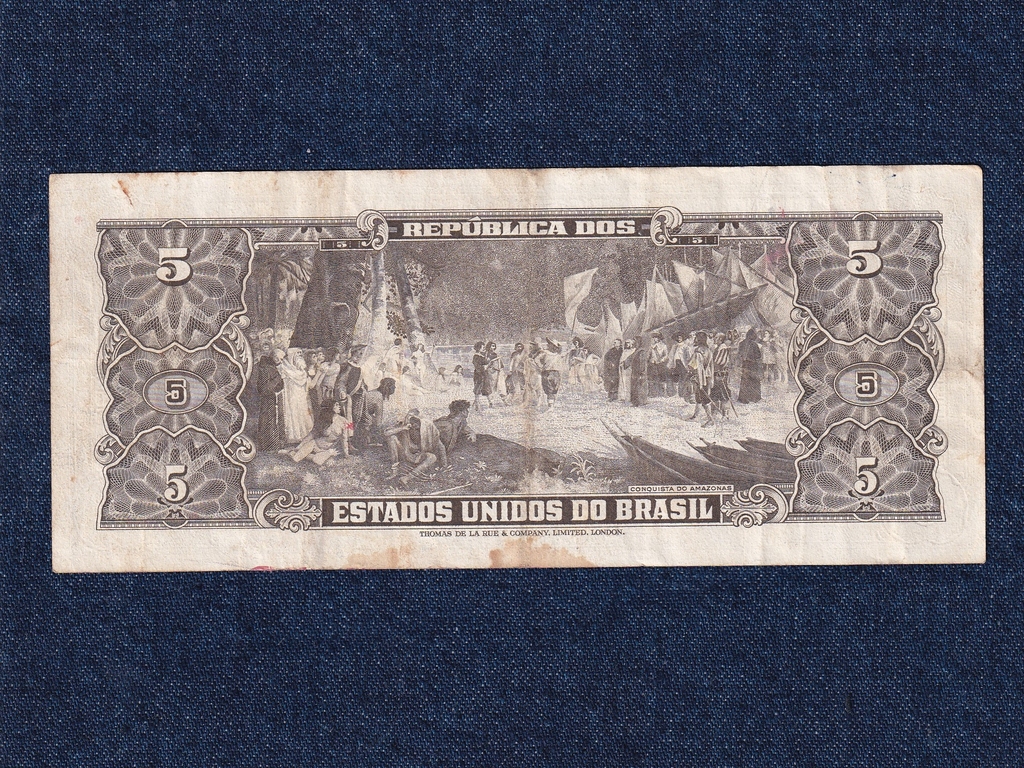 REPÚBLICA DOS
5 5
5 5
5 5
5 5
CONQUISTA DO AMAZONAS
ESTADOS UNIDOS DO BRASIL
THOMAS DE LA RUE & COMPANY, LIMITED, LONDON.